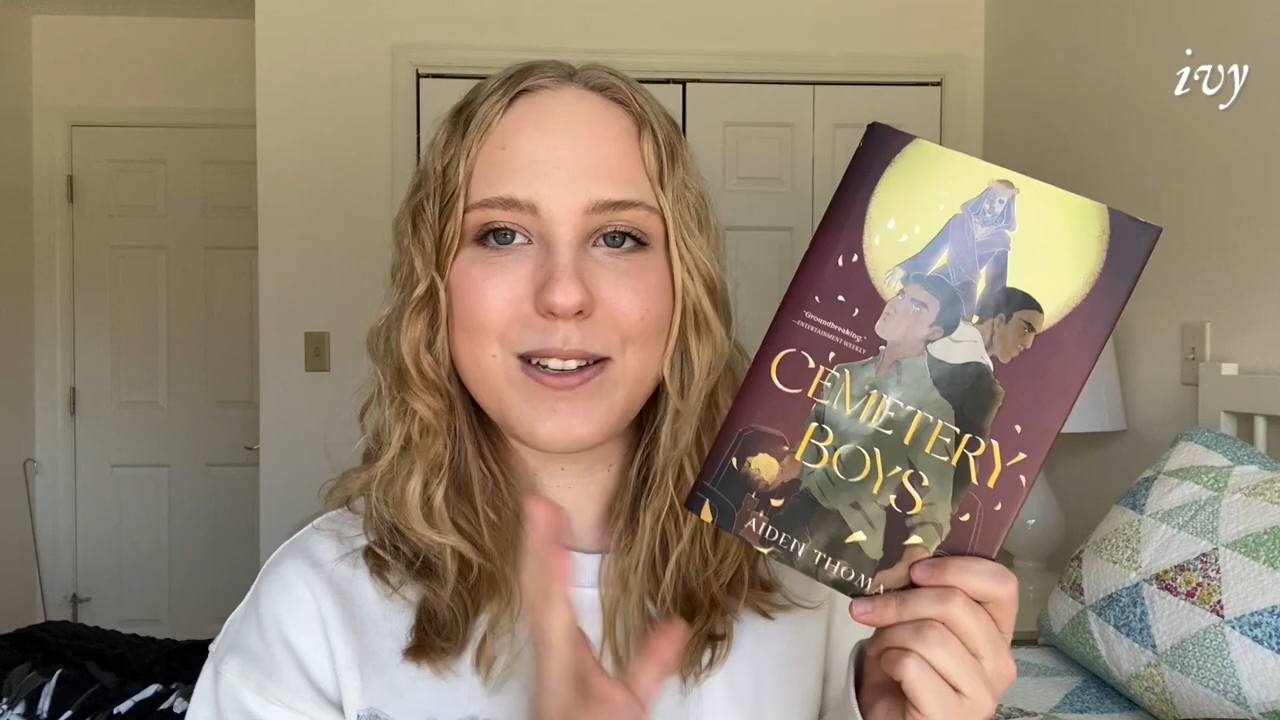 ivy
"Groundbreaking."
—ENTERTAINMENT WEEKLY
CEMETERY
BOYS
AIDEN THOMA